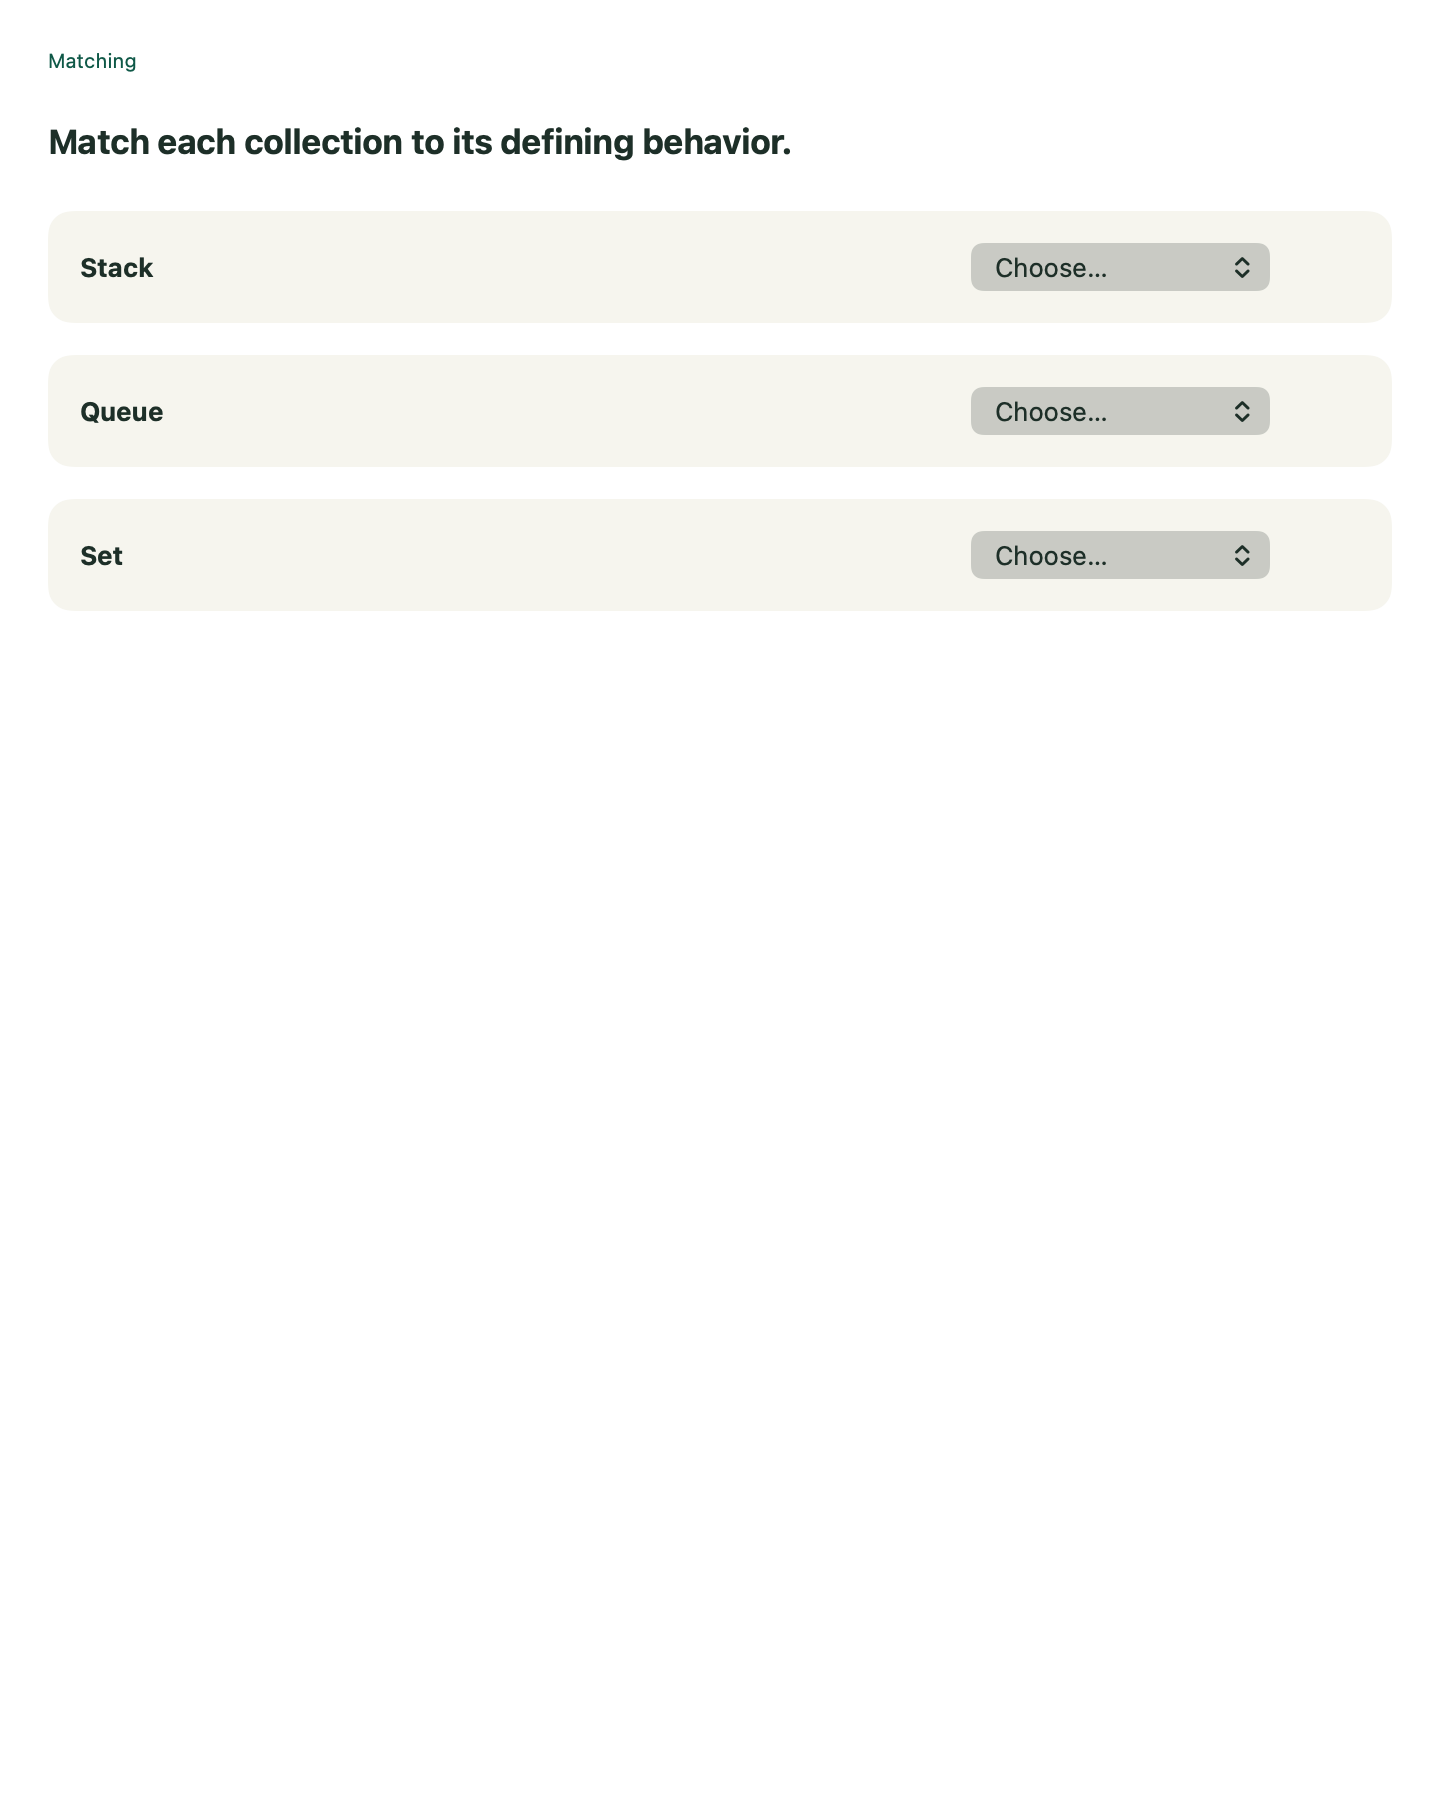 Matching
Match each collection to its defining behavior.
Stack
Choose...
Queue
Choose...
Set
Choose...